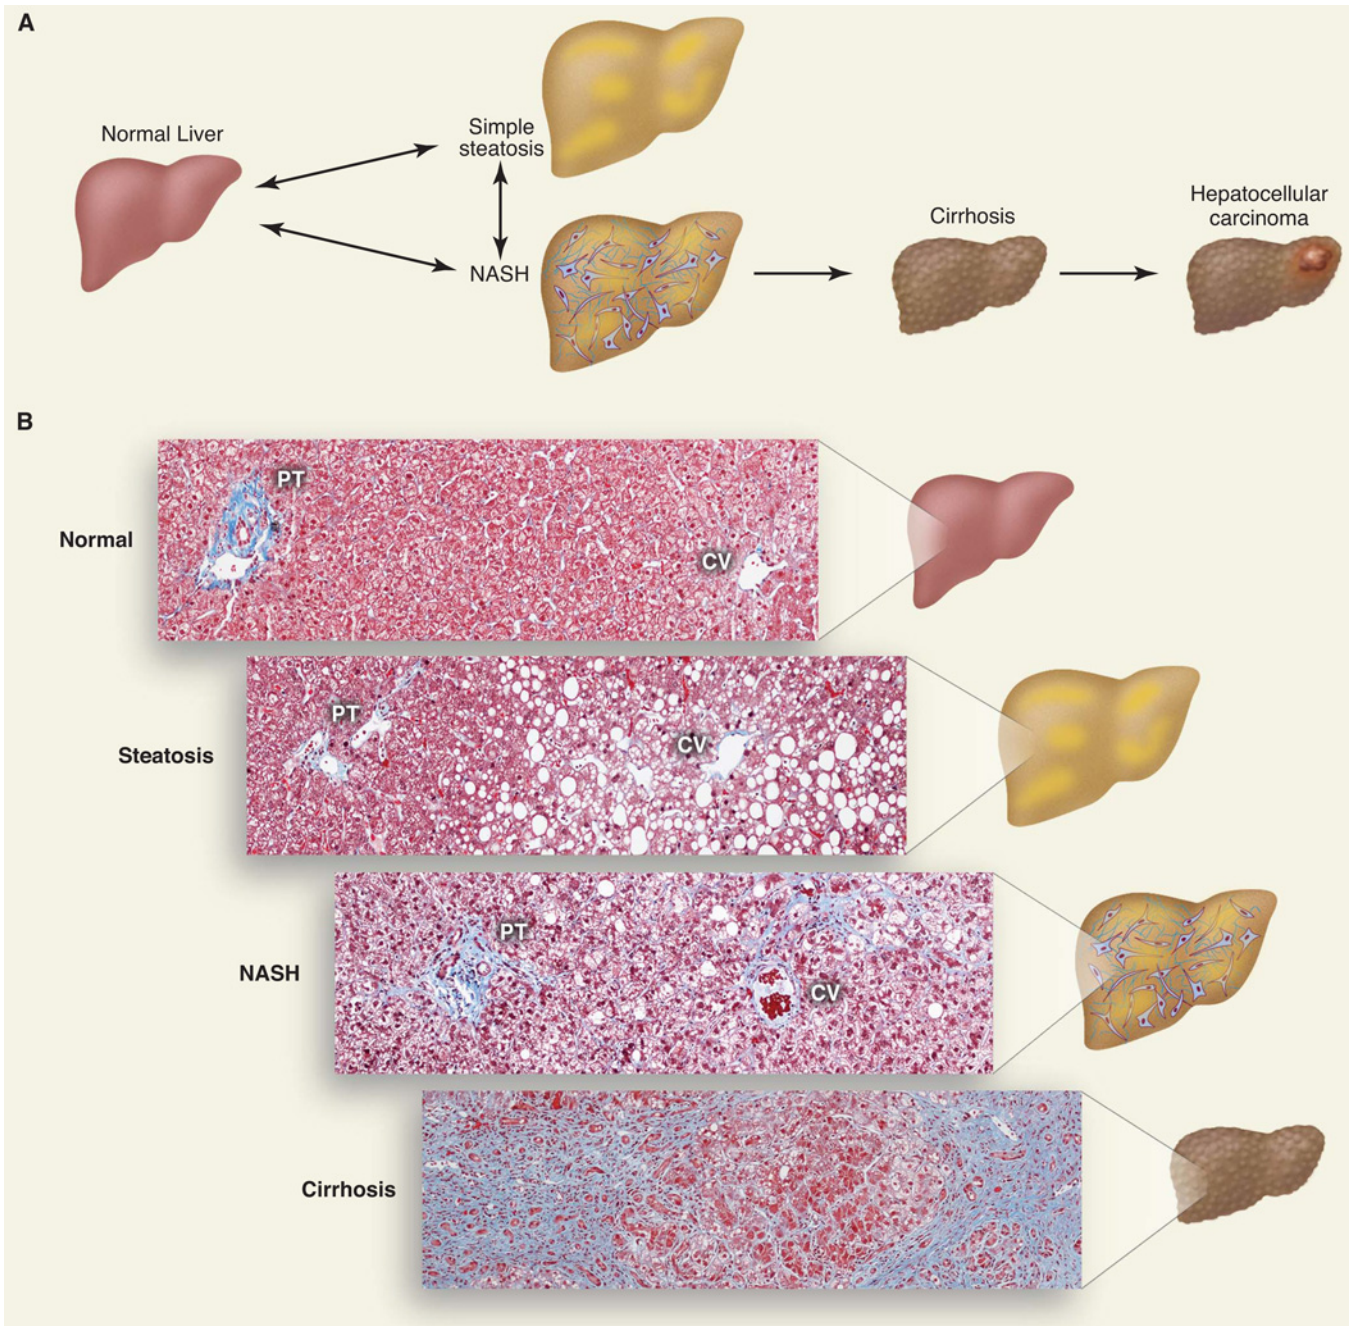 A
Normal Liver
Simple
steatosis
NASH
Cirrhosis
Hepatocellular
carcinoma
B
Normal
PT
CV
Steatosis
PT
CV
NASH
PT
CV
Cirrhosis